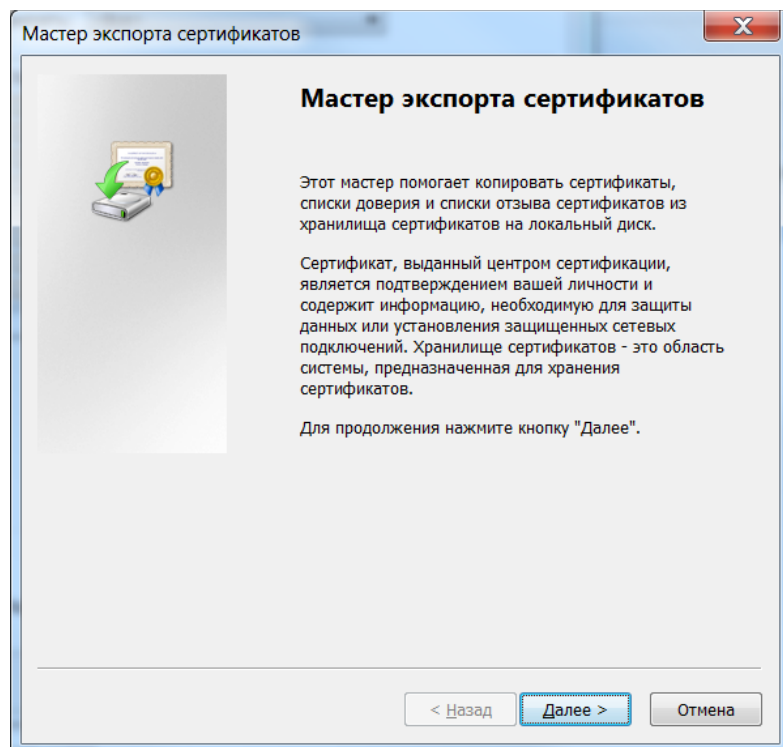 Мастер экспорта сертификатов
Мастер экспорта сертификатов
Этот мастер помогает копировать сертификаты,
списки доверия и списки отзыва сертификатов из
хранилища сертификатов на локальный диск.
Сертификат, выданный центром сертификации,
является подтверждением вашей личности и
содержит информацию, необходимую для защиты
данных или установления защищенных сетевых
подключений. Хранилище сертификатов - это область
системы, предназначенная для хранения
сертификатов.
Для продолжения нажмите кнопку "Далее".
< Назад Далее > Отмена